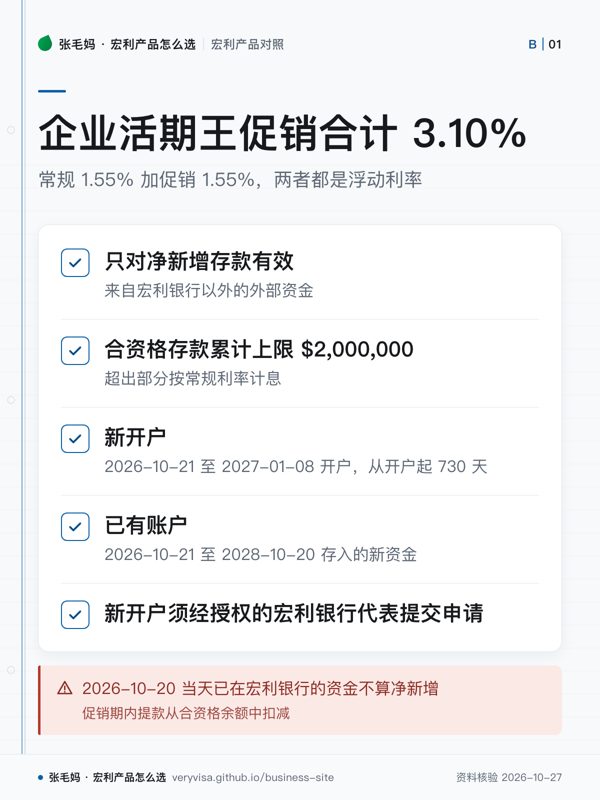 张毛妈 · 宏利产品怎么选 | 宏利产品对照
B | 01
企业活期王促销合计 3.10%
常规 1.55% 加促销 1.55%，两者都是浮动利率
只对净新增存款有效
来自宏利银行以外的外部资金
合资格存款累计上限 $2,000,000
超出部分按常规利率计息
新开户
2026-10-21 至 2027-01-08 开户，从开户起 730 天
已有账户
2026-10-21 至 2028-10-20 存入的新资金
新开户须经授权的宏利银行代表提交申请
2026-10-20 当天已在宏利银行的资金不算净新增
促销期内提款从合资格余额中扣减
张毛妈 · 宏利产品怎么选 veryvisa.github.io/business-site
资料核验 2026-10-27